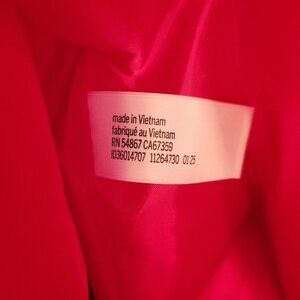 made in Vietnam
fabriqué au Vietnam
RN 54867 CA67359
ID36014707 11264730 01 25